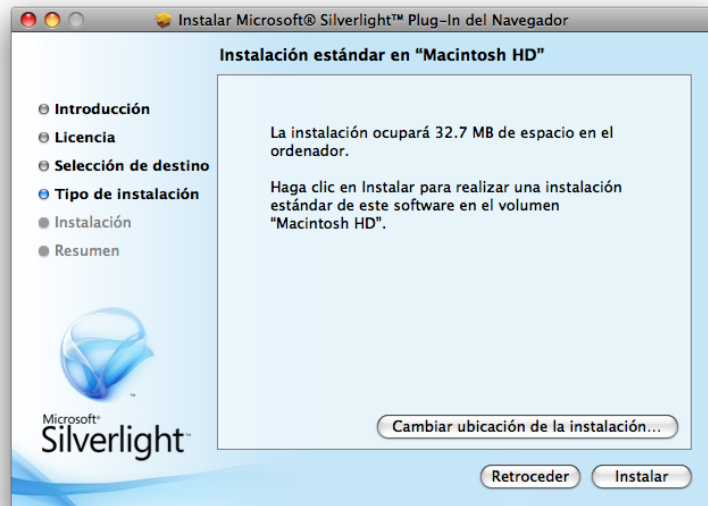 Instalar Microsoft® Silverlight™ Plug-In del Navegador
Instalación estándar en “Macintosh HD”
Introducción
Licencia
Selección de destino
Tipo de instalación
Instalación
Resumen
La instalación ocupará 32.7 MB de espacio en el
ordenador.
Haga clic en Instalar para realizar una instalación
estándar de este software en el volumen
“Macintosh HD”.
Microsoft®
Silverlight™
Cambiar ubicación de la instalación...
Retroceder
Instalar